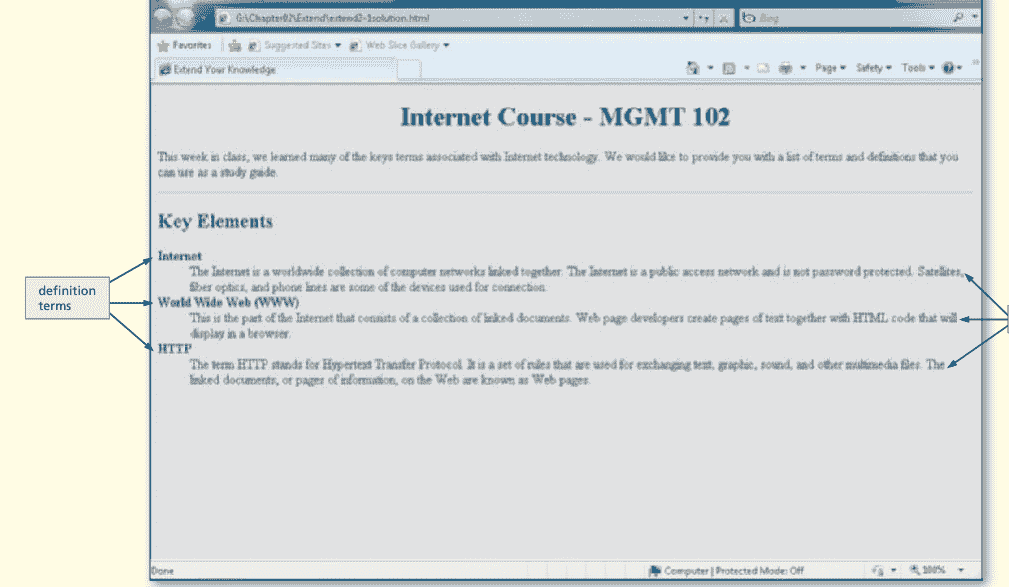 G:\Chapter02\Extend\extend2-1solution.html
Bing
Favorites
Suggested Sites
Web Slice Gallery
Extend Your Knowledge
Page
Safety
Tools
Internet Course - MGMT 102
This week in class, we learned many of the keys terms associated with Internet technology. We would like to provide you with a list of terms and definitions that you
can use as a study guide.
Key Elements
Internet
The Internet is a worldwide collection of computer networks linked together. The Internet is a public access network and is not password protected. Satellites,
fiber optics, and phone lines are some of the devices used for connection.
definition
terms
World Wide Web (WWW)
This is the part of the Internet that consists of a collection of linked documents. Web page developers create pages of text together with HTML code that will
display in a browser.
HTTP
The term HTTP stands for Hypertext Transfer Protocol. It is a set of rules that are used for exchanging text, graphic, sound, and other multimedia files. The
linked documents, or pages of information, on the Web are known as Web pages.
Done
Computer | Protected Mode: Off
100%